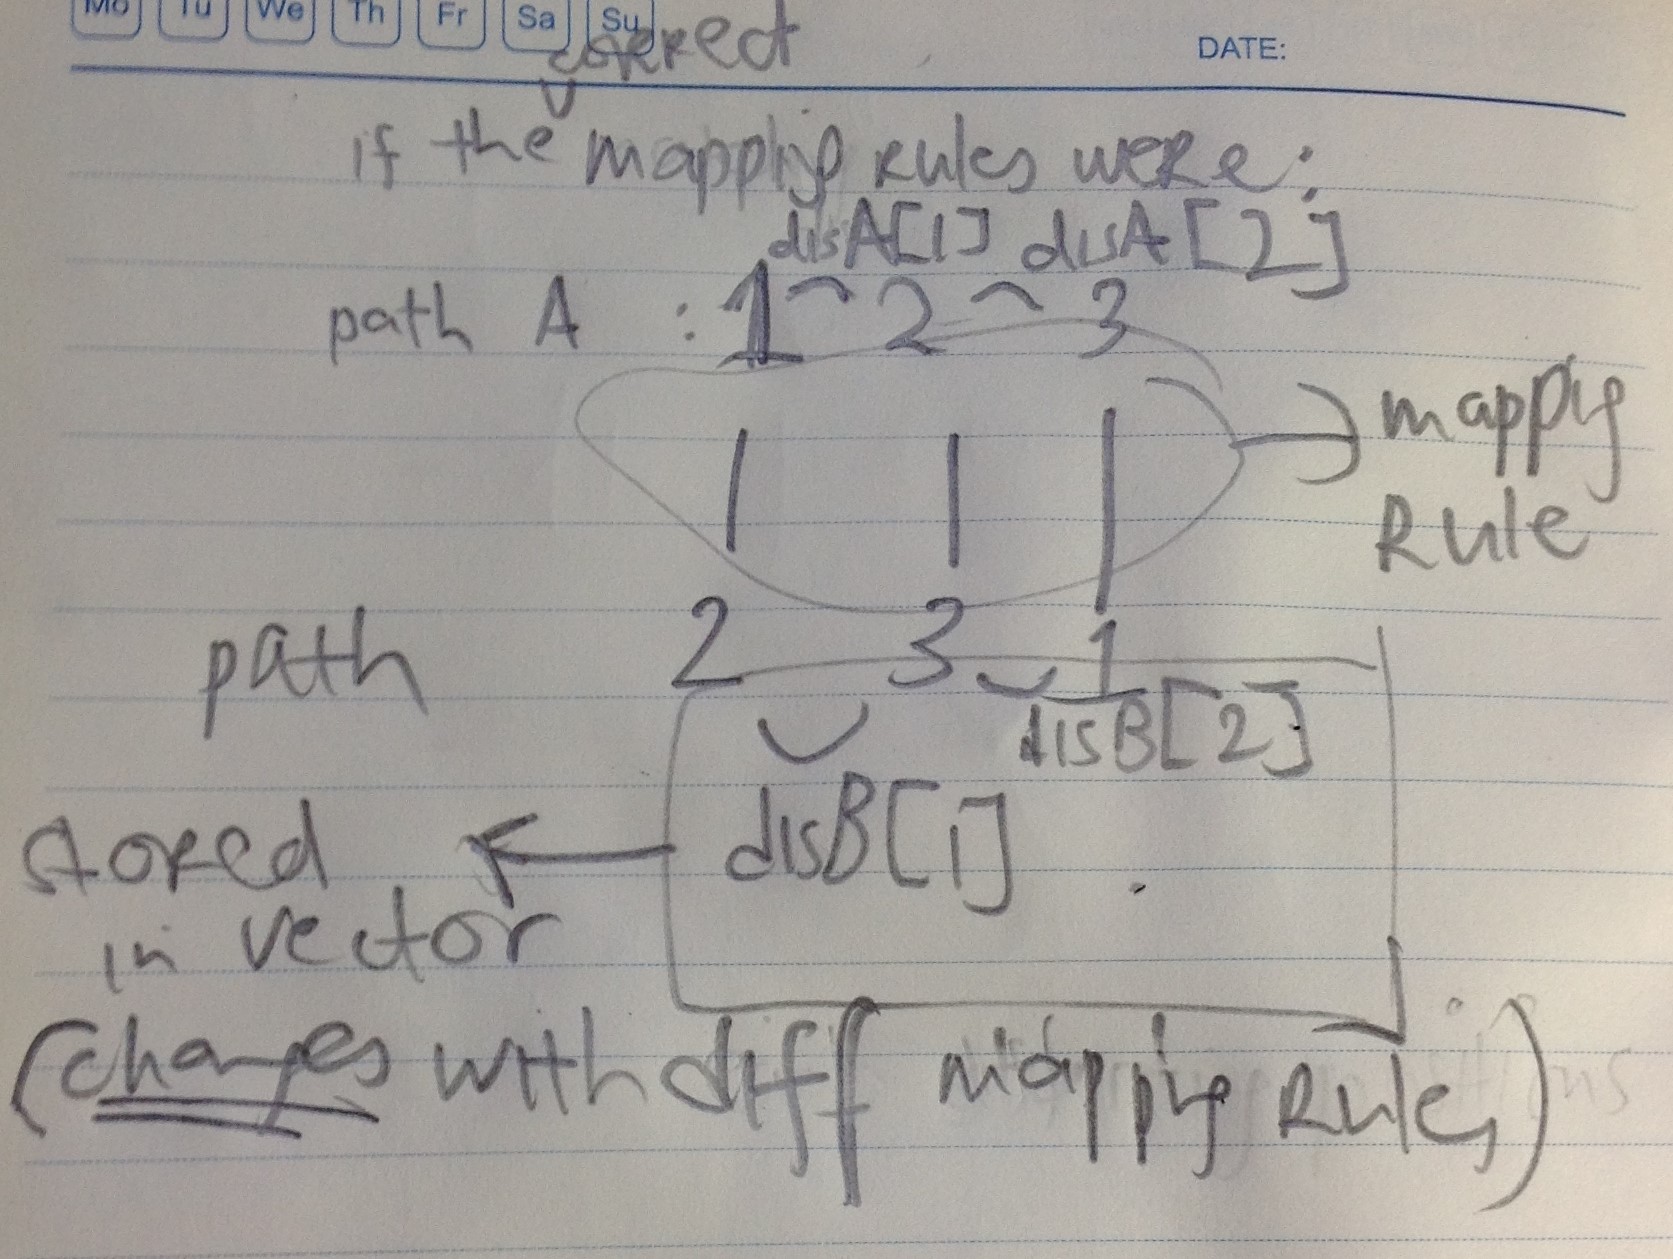 Mo Tu We Th Fr Sa Su
DATE:
correct
if the mapping Rules were:
disA[1] disA[2]
path A : 1 2 3
mapping
Rule
path 2 3 1
disB[2]
disB[1]
stored
in vector
(changes with diff mapping Rules)